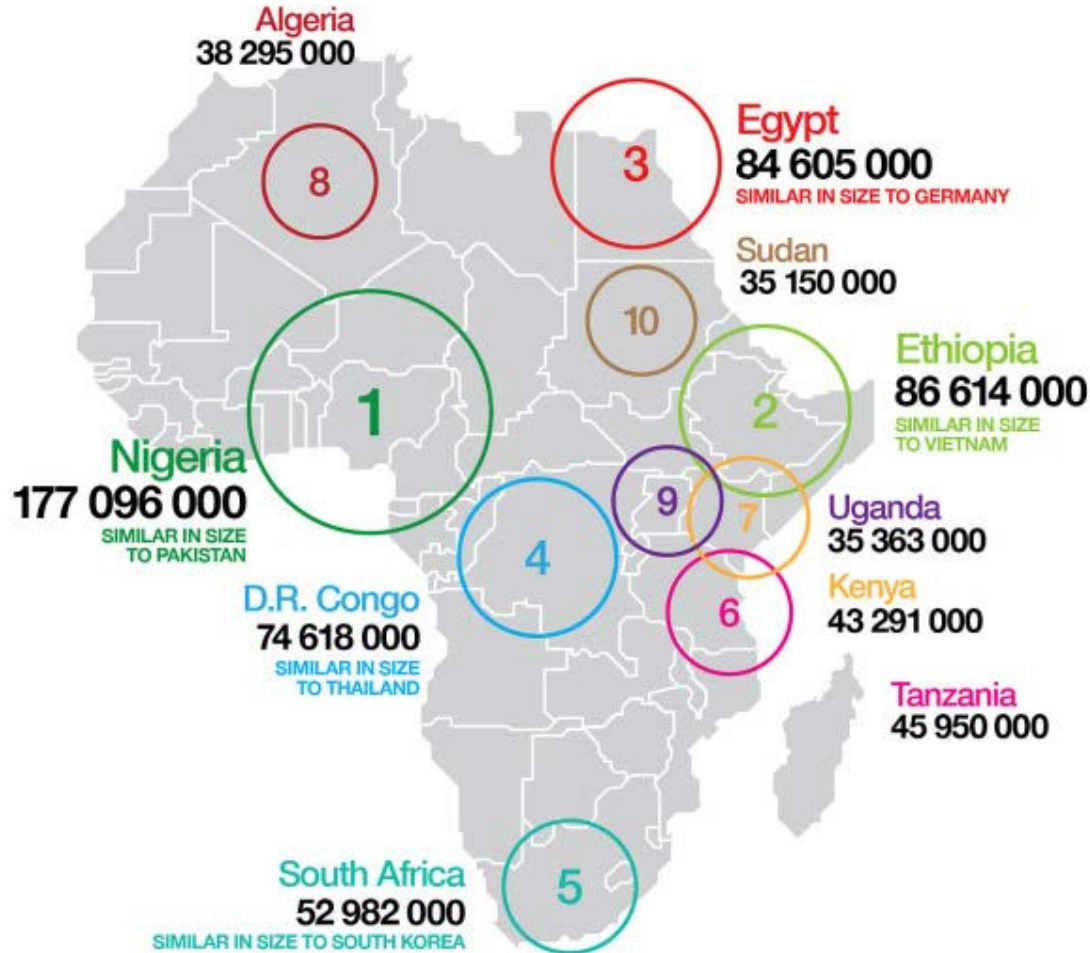 Algeria
38 295 000
8
3
Egypt
84 605 000
SIMILAR IN SIZE TO GERMANY
Sudan
35 150 000
10
Ethiopia
86 614 000
SIMILAR IN SIZE
TO VIETNAM
2
1
Nigeria
177 096 000
SIMILAR IN SIZE
TO PAKISTAN
9
7
Uganda
35 363 000
4
Kenya
43 291 000
6
D.R. Congo
74 618 000
SIMILAR IN SIZE
TO THAILAND
Tanzania
45 950 000
South Africa
52 982 000
SIMILAR IN SIZE TO SOUTH KOREA
5